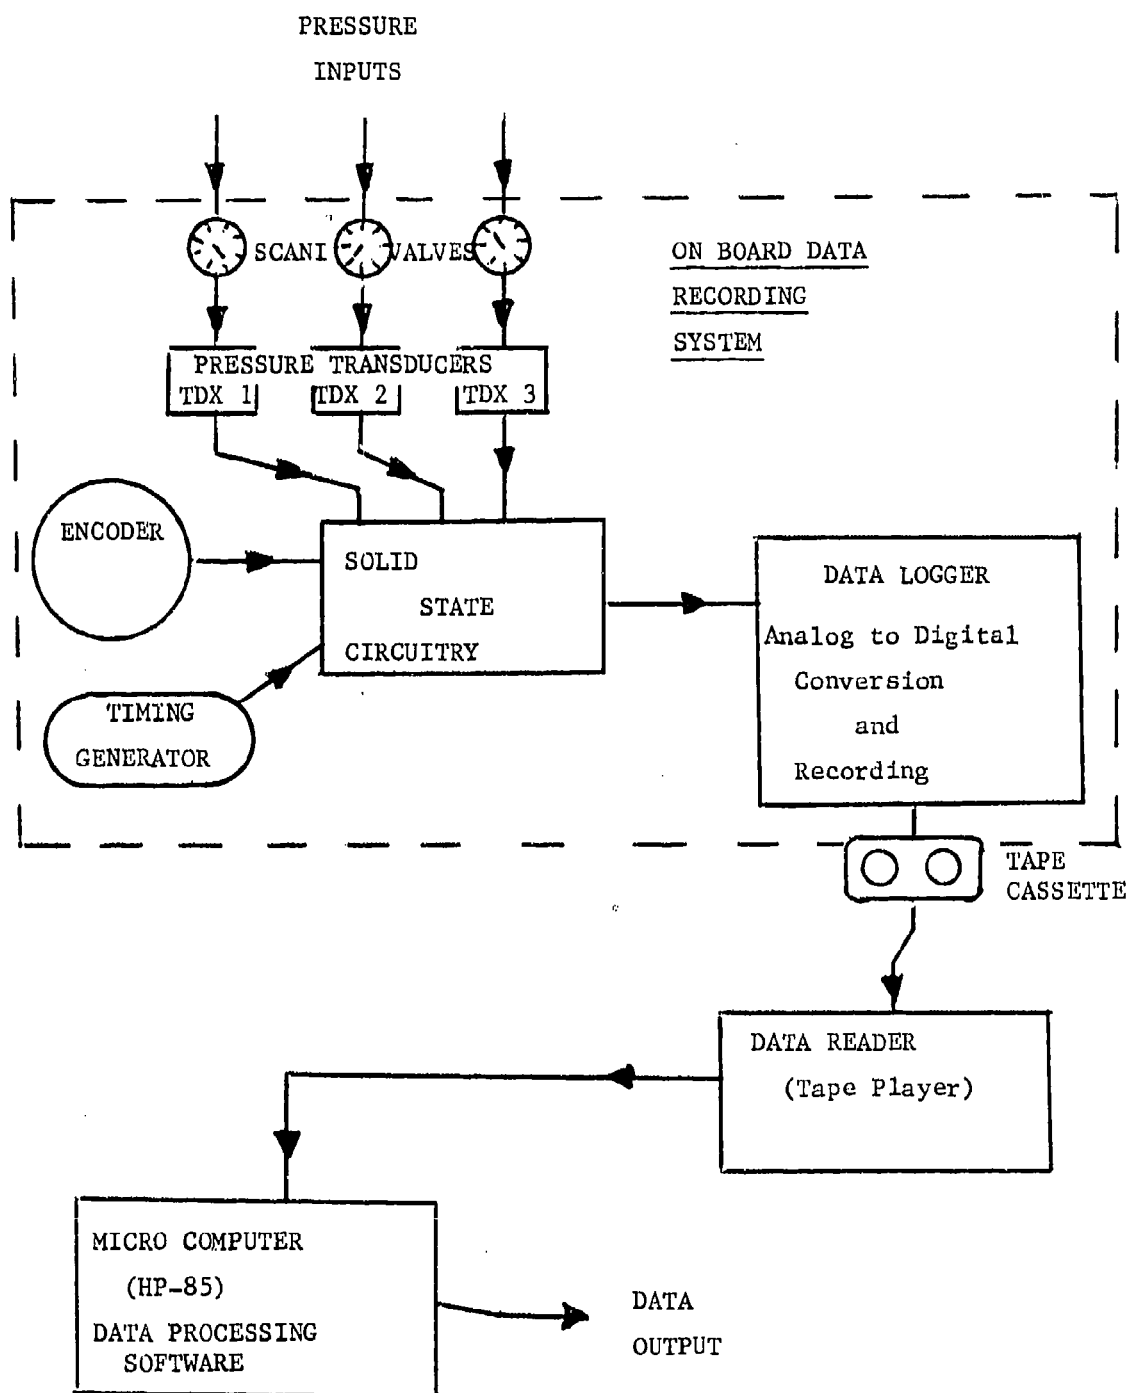 PRESSURE
INPUTS
SCANI VALVES
ON BOARD DATA
RECORDING
SYSTEM
PRESSURE TRANSDUCERS
TDX 1
TDX 2
TDX 3
ENCODER
SOLID
STATE
CIRCUITRY
TIMING
GENERATOR
DATA LOGGER
Analog to Digital
Conversion
and
Recording
TAPE
CASSETTE
DATA READER
(Tape Player)
MICRO COMPUTER
(HP-85)
DATA PROCESSING
SOFTWARE
DATA
OUTPUT